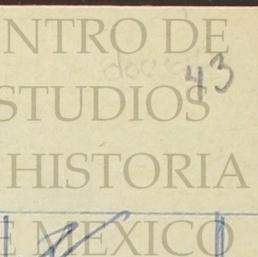 NTRO DE
43
STUDIOS
HISTORIA
E MEXICO